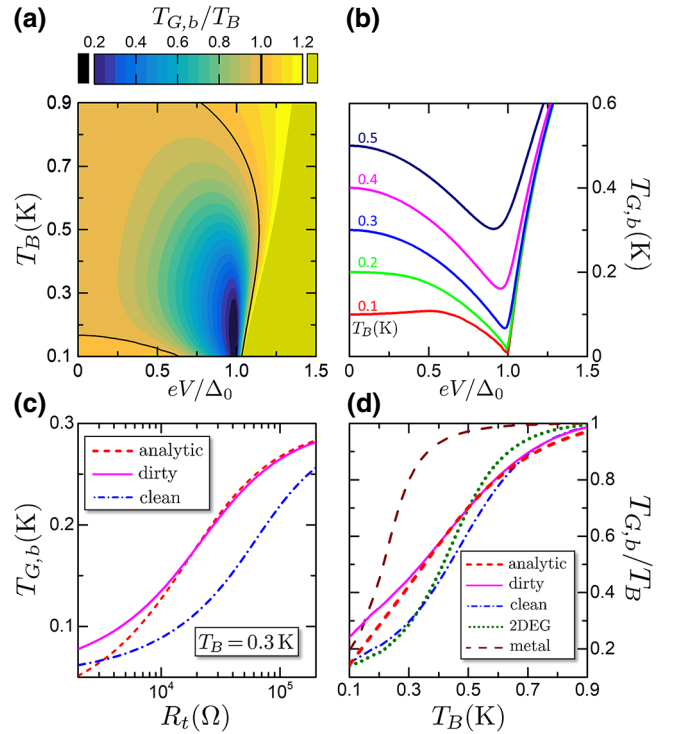 (a)
T_{G,b}/T_B
0.2 0.4 0.6 0.8 1.0 1.2
0.9
0.7
0.5
0.3
0.1
T_B(K)
0.0 0.5 1.0 1.5
eV/Δ_0
(b)
0.6
0.4
0.2
0
T_{G,b}(K)
0.5
0.4
0.3
0.2
0.1
T_B(K)
0.0 0.5 1.0 1.5
eV/Δ_0
(c)
0.3
0.2
0.1
T_{G,b}(K)
analytic
dirty
clean
T_B = 0.3 K
10^4 10^5
R_t(Ω)
(d)
1
0.8
0.6
0.4
0.2
T_{G,b}/T_B
analytic
dirty
clean
2DEG
metal
0.1 0.3 0.5 0.7 0.9
T_B(K)